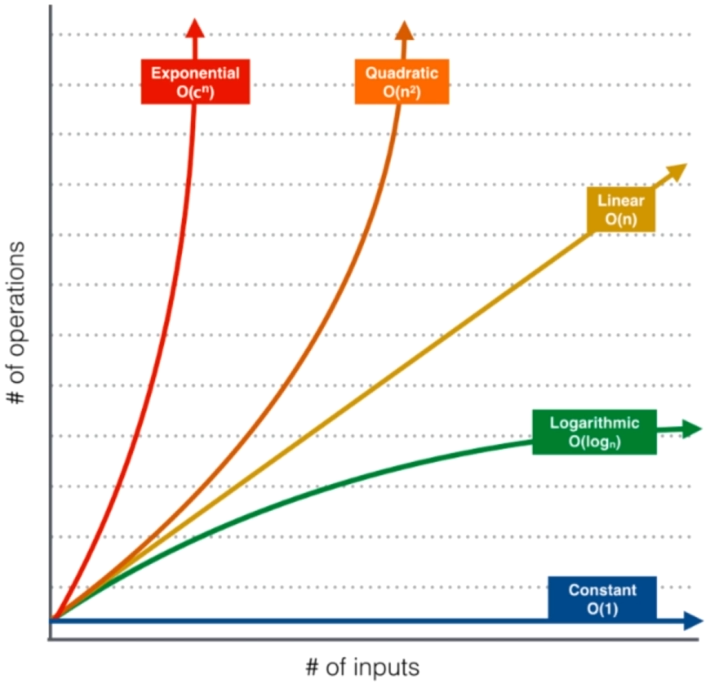 Exponential
O(cⁿ)
Quadratic
O(n²)
Linear
O(n)
Logarithmic
O(logₙ)
Constant
O(1)
# of operations
# of inputs